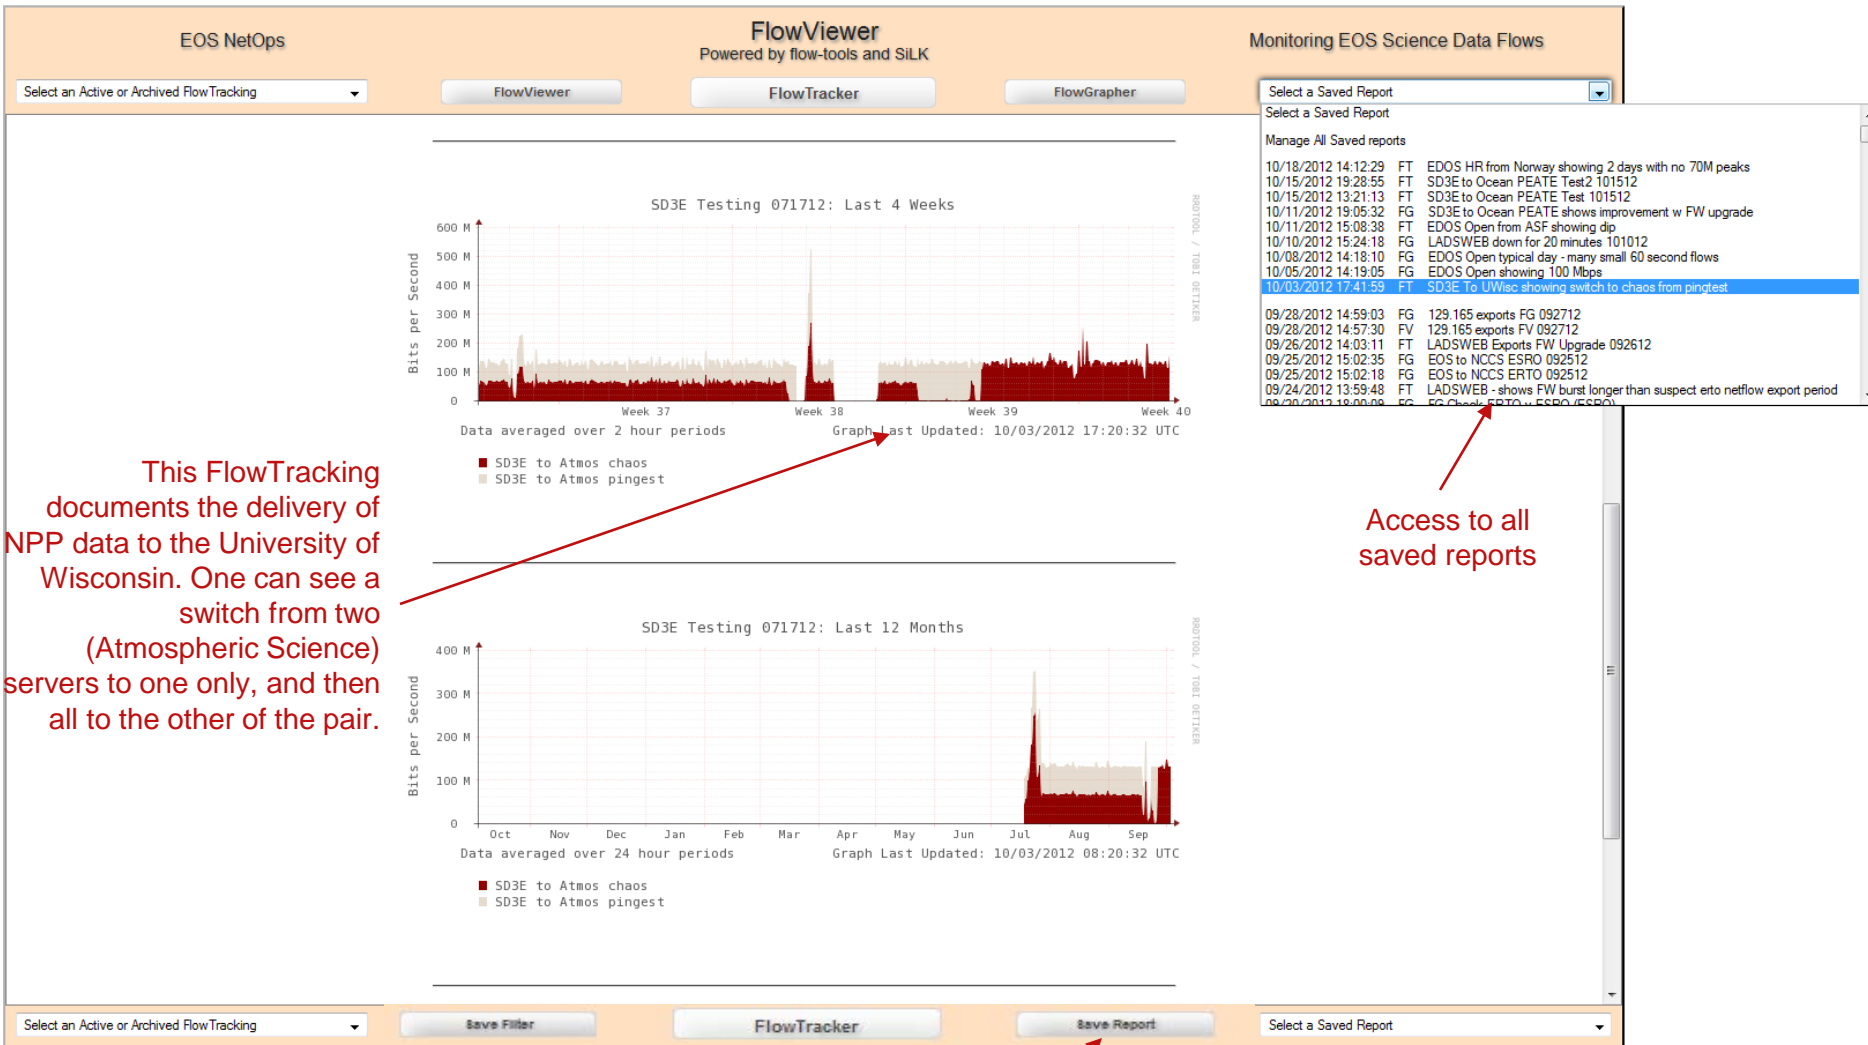 EOS NetOps
FlowViewer
Powered by flow-tools and SiLK
Monitoring EOS Science Data Flows
Select an Active or Archived FlowTracking
FlowViewer
FlowTracker
FlowGrapher
Select a Saved Report
Select a Saved Report
Manage All Saved reports
10/18/2012 14:12:29 FT EDOS HR from Norway showing 2 days with no 70M peaks
10/15/2012 19:28:55 FT SD3E to Ocean PEATE Test2 101512
10/15/2012 13:21:13 FT SD3E to Ocean PEATE Test 101512
10/11/2012 19:05:32 FG SD3E to Ocean PEATE shows improvement w FW upgrade
10/11/2012 15:08:38 FT EDOS Open from ASF showing dip
10/10/2012 15:24:18 FG LADSWEB down for 20 minutes 101012
10/08/2012 14:18:10 FG EDOS Open typical day - many small 60 second flows
10/05/2012 14:19:05 FG EDOS Open showing 100 Mbps
10/03/2012 17:41:59 FT SD3E To UWisc showing switch to chaos from pingtest
09/28/2012 14:59:03 FG 129.165 exports FG 092712
09/28/2012 14:57:30 FV 129.165 exports FV 092712
09/26/2012 14:03:11 FT LADSWEB Exports FW Upgrade 092612
09/25/2012 15:02:35 FG EOS to NCCS ESRO 092512
09/25/2012 15:02:18 FG EOS to NCCS ERTO 092512
09/24/2012 13:59:48 FT LADSWEB - shows FW burst longer than suspect erto netflow export period
09/20/2012 18:00:09 FG FG Check ERTO v ESRO (ESRO)
SD3E Testing 071712: Last 4 Weeks
RRDTOOL / TOBI OETIKER
Bits per Second
600 M
500 M
400 M
300 M
200 M
100 M
0
Week 37
Week 38
Week 39
Week 40
Data averaged over 2 hour periods
Graph Last Updated: 10/03/2012 17:20:32 UTC
SD3E to Atmos chaos
SD3E to Atmos pingest
This FlowTracking
documents the delivery of
NPP data to the University of
Wisconsin. One can see a
switch from two
(Atmospheric Science)
servers to one only, and then
all to the other of the pair.
Access to all
saved reports
SD3E Testing 071712: Last 12 Months
RRDTOOL / TOBI OETIKER
Bits per Second
400 M
300 M
200 M
100 M
0
Oct Nov Dec Jan Feb Mar Apr May Jun Jul Aug Sep
Data averaged over 24 hour periods
Graph Last Updated: 10/03/2012 08:20:32 UTC
SD3E to Atmos chaos
SD3E to Atmos pingest
Select an Active or Archived FlowTracking
Save Filter
FlowTracker
Save Report
Select a Saved Report